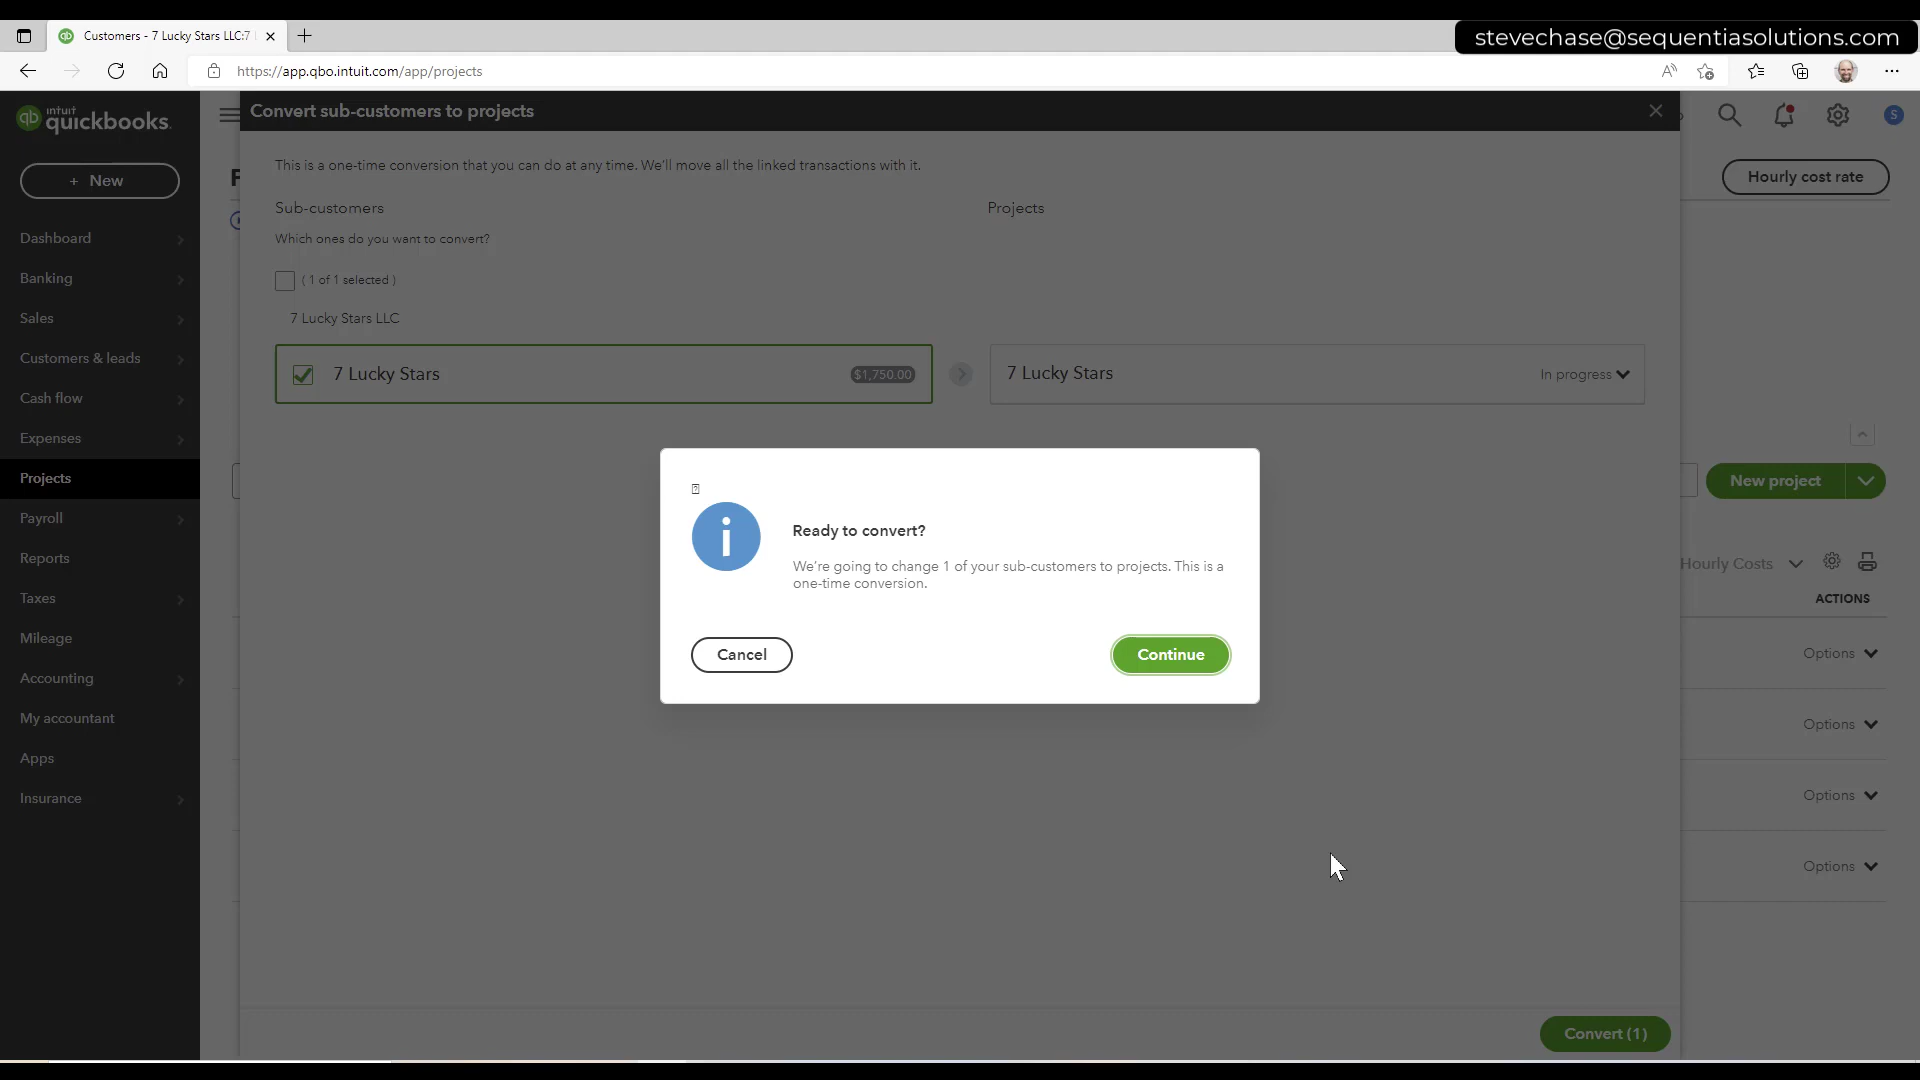 Customers - 7 Lucky Stars LLC:7
stevechase@sequentiasolutions.com
https://app.qbo.intuit.com/app/projects
intuit
quickbooks.
Convert sub-customers to projects
S
+ New
This is a one-time conversion that you can do at any time. We'll move all the linked transactions with it.
Hourly cost rate
Sub-customers
Projects
Which ones do you want to convert?
( 1 of 1 selected )
7 Lucky Stars LLC
7 Lucky Stars
$1,750.00
7 Lucky Stars
In progress
Dashboard
Banking
Sales
Customers & leads
Cash flow
Expenses
Projects
Payroll
Reports
Taxes
Mileage
Accounting
My accountant
Apps
Insurance
New project
Ready to convert?
We're going to change 1 of your sub-customers to projects. This is a
one-time conversion.
Cancel
Continue
Hourly Costs
ACTIONS
Options
Options
Options
Options
Convert (1)